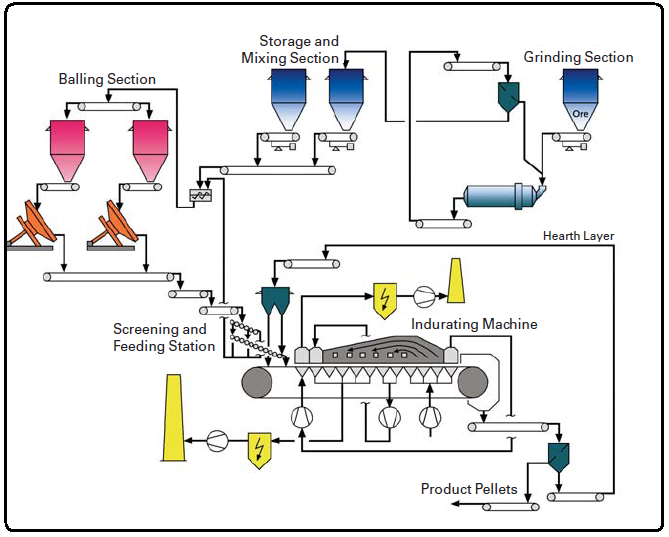 Storage and
Mixing Section
Grinding Section
Balling Section
Ore
Hearth Layer
Screening and
Feeding Station
Indurating Machine
Product Pellets